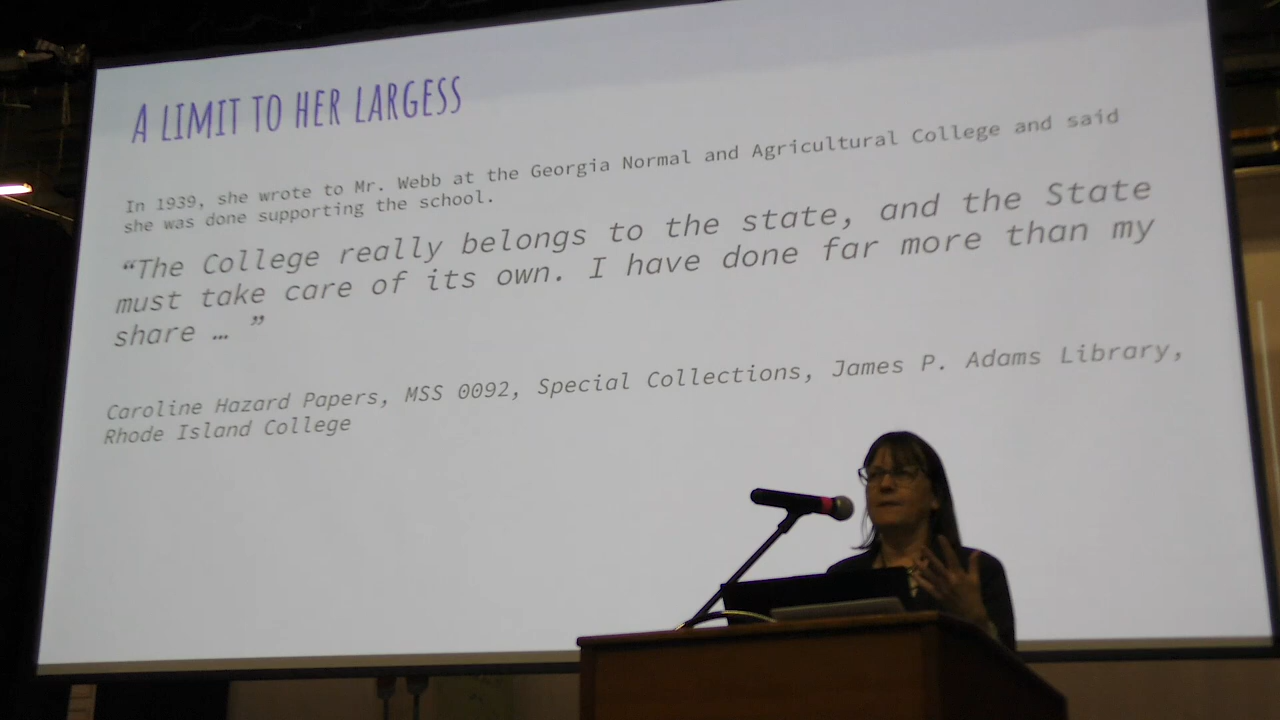 A LIMIT TO HER LARGESS
In 1939, she wrote to Mr. Webb at the Georgia Normal and Agricultural College and said
she was done supporting the school.
“The College really belongs to the state, and the State
must take care of its own. I have done far more than my
share … ”
Caroline Hazard Papers, MSS 0092, Special Collections, James P. Adams Library,
Rhode Island College